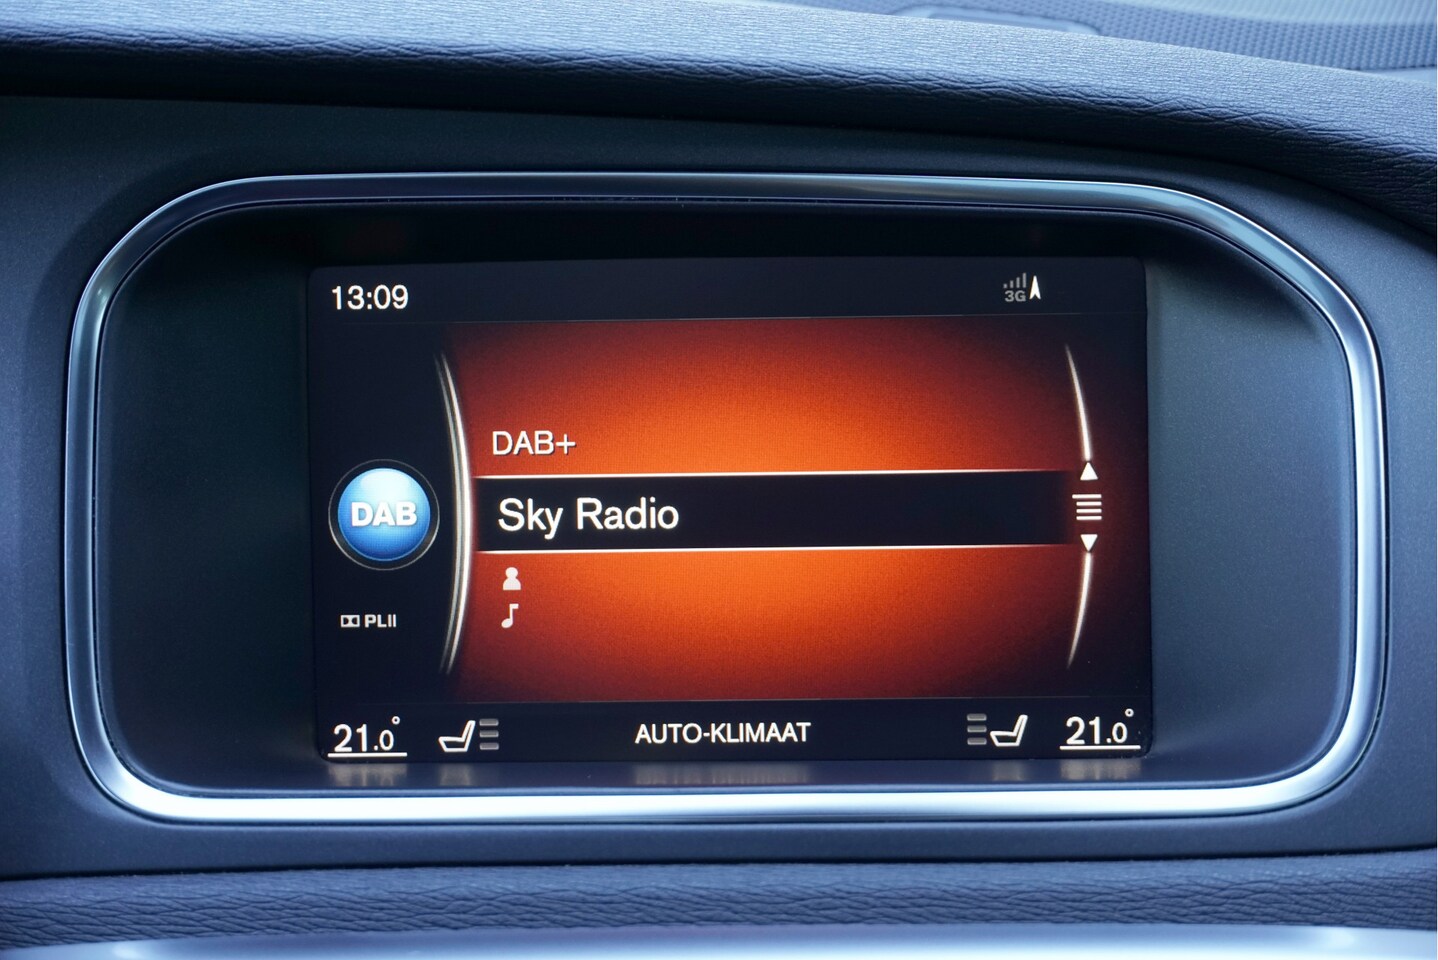 13:09
3G
DAB+
DAB
Sky Radio
PLII
21.0°
AUTO-KLIMAAT
21.0°